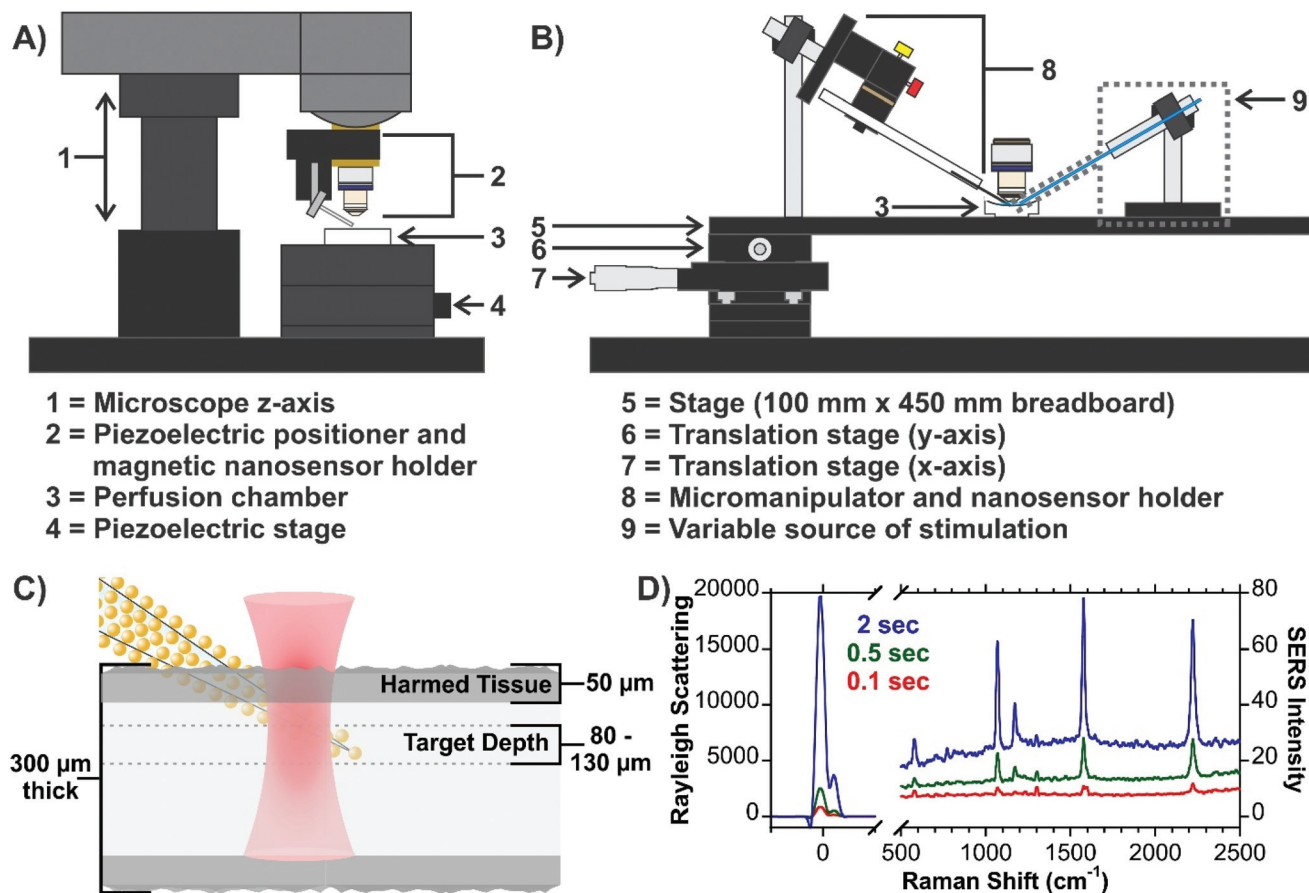 A)
1
2
3
4
B)
8
9
3
5
6
7
1 = Microscope z-axis
2 = Piezoelectric positioner and
magnetic nanosensor holder
3 = Perfusion chamber
4 = Piezoelectric stage
5 = Stage (100 mm x 450 mm breadboard)
6 = Translation stage (y-axis)
7 = Translation stage (x-axis)
8 = Micromanipulator and nanosensor holder
9 = Variable source of stimulation
C)
Harmed Tissue
50 µm
Target Depth
80 -
130 µm
300 µm
thick
D)
Rayleigh Scattering
20000
15000
10000
5000
0
2 sec
0.5 sec
0.1 sec
80
60
40
20
0
SERS Intensity
0
500
1000
1500
2000
2500
Raman Shift (cm⁻¹)